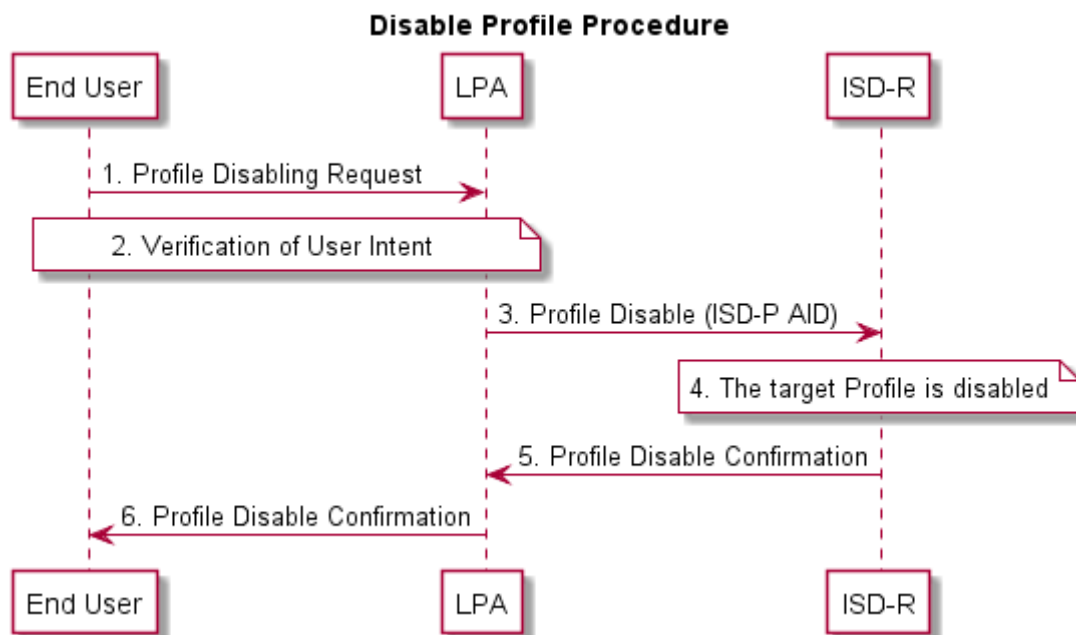 Disable Profile Procedure
End User
LPA
ISD-R
1. Profile Disabling Request
2. Verification of User Intent
3. Profile Disable (ISD-P AID)
4. The target Profile is disabled
5. Profile Disable Confirmation
6. Profile Disable Confirmation
End User
LPA
ISD-R